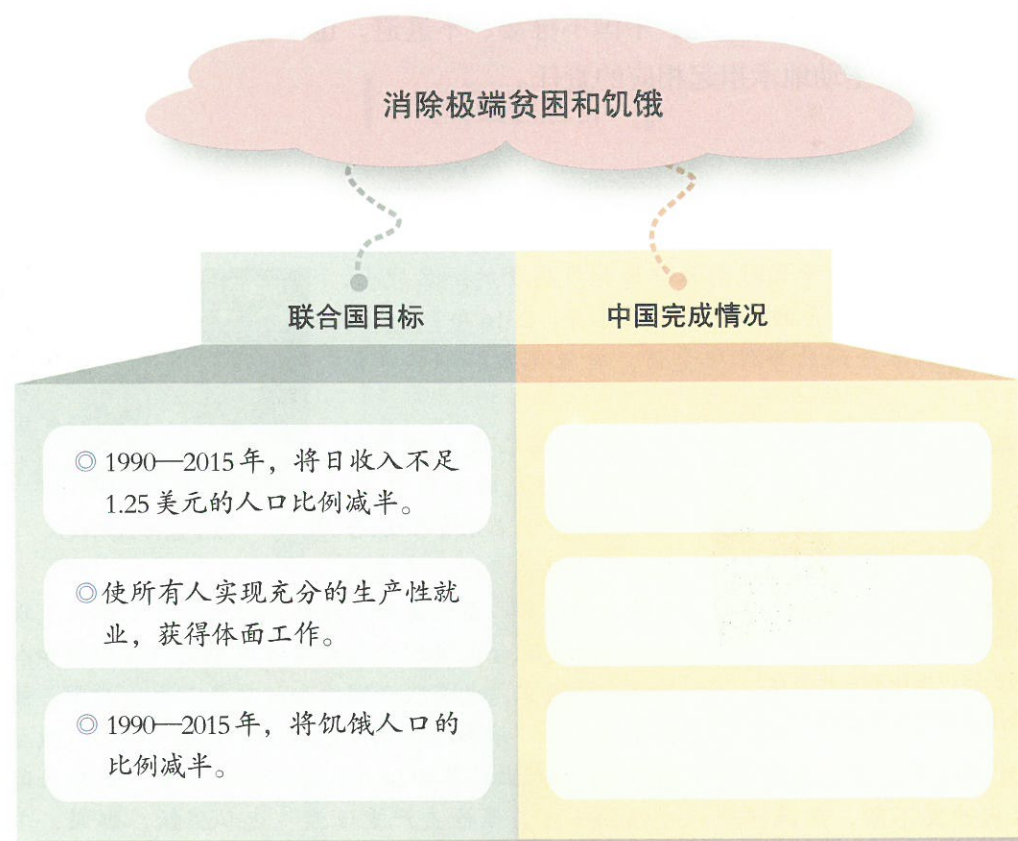 消除极端贫困和饥饿
联合国目标
中国完成情况
◎ 1990—2015年，将日收入不足
1.25美元的人口比例减半。
◎使所有人实现充分的生产性就
业，获得体面工作。
◎ 1990—2015年，将饥饿人口的
比例减半。